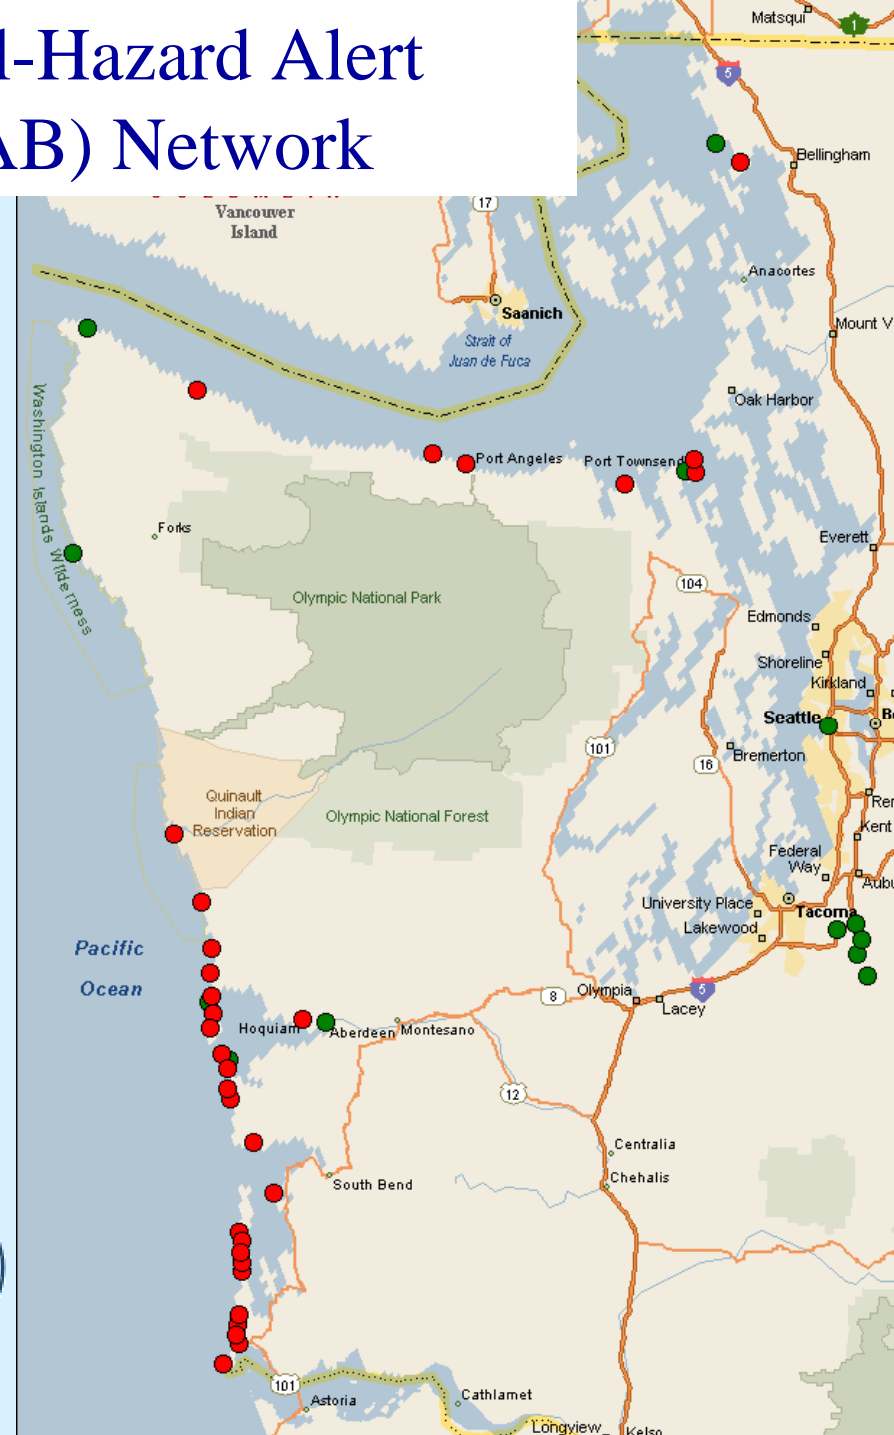 l-Hazard Alert
AB) Network
Matsqui
1
5
Bellingham
17
Vancouver
Island
Anacortes
Saanich
Strait of
Juan de Fuca
Mount V
Oak Harbor
Washington Islands Wilderness
Port Angeles
Port Townsend
Forks
Everett
104
Olympic National Park
Edmonds
Shoreline
Kirkland
Seattle
Be
101
Bremerton
16
Quinault
Indian
Reservation
Ren
Olympic National Forest
Kent
Federal
Way
Aubu
University Place
Tacoma
Lakewood
Pacific
Ocean
Olympia
8
5
Lacey
Hoquiam
Aberdeen
Montesano
12
Centralia
South Bend
Chehalis
101
Astoria
Cathlamet
Longview
Kelso